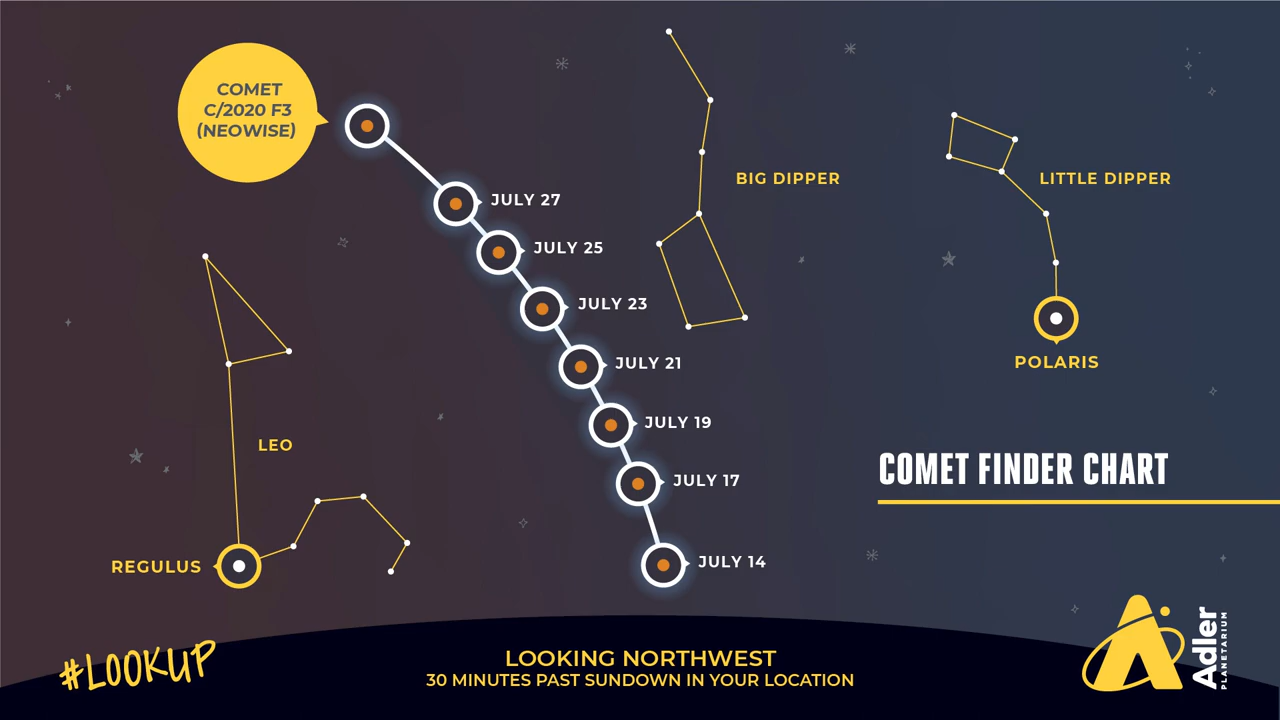 COMET
C/2020 F3
(NEOWISE)
JULY 27
JULY 25
JULY 23
JULY 21
JULY 19
JULY 17
JULY 14
BIG DIPPER
LITTLE DIPPER
POLARIS
LEO
REGULUS
COMET FINDER CHART
#LOOKUP
LOOKING NORTHWEST
30 MINUTES PAST SUNDOWN IN YOUR LOCATION
Adler
PLANETARIUM